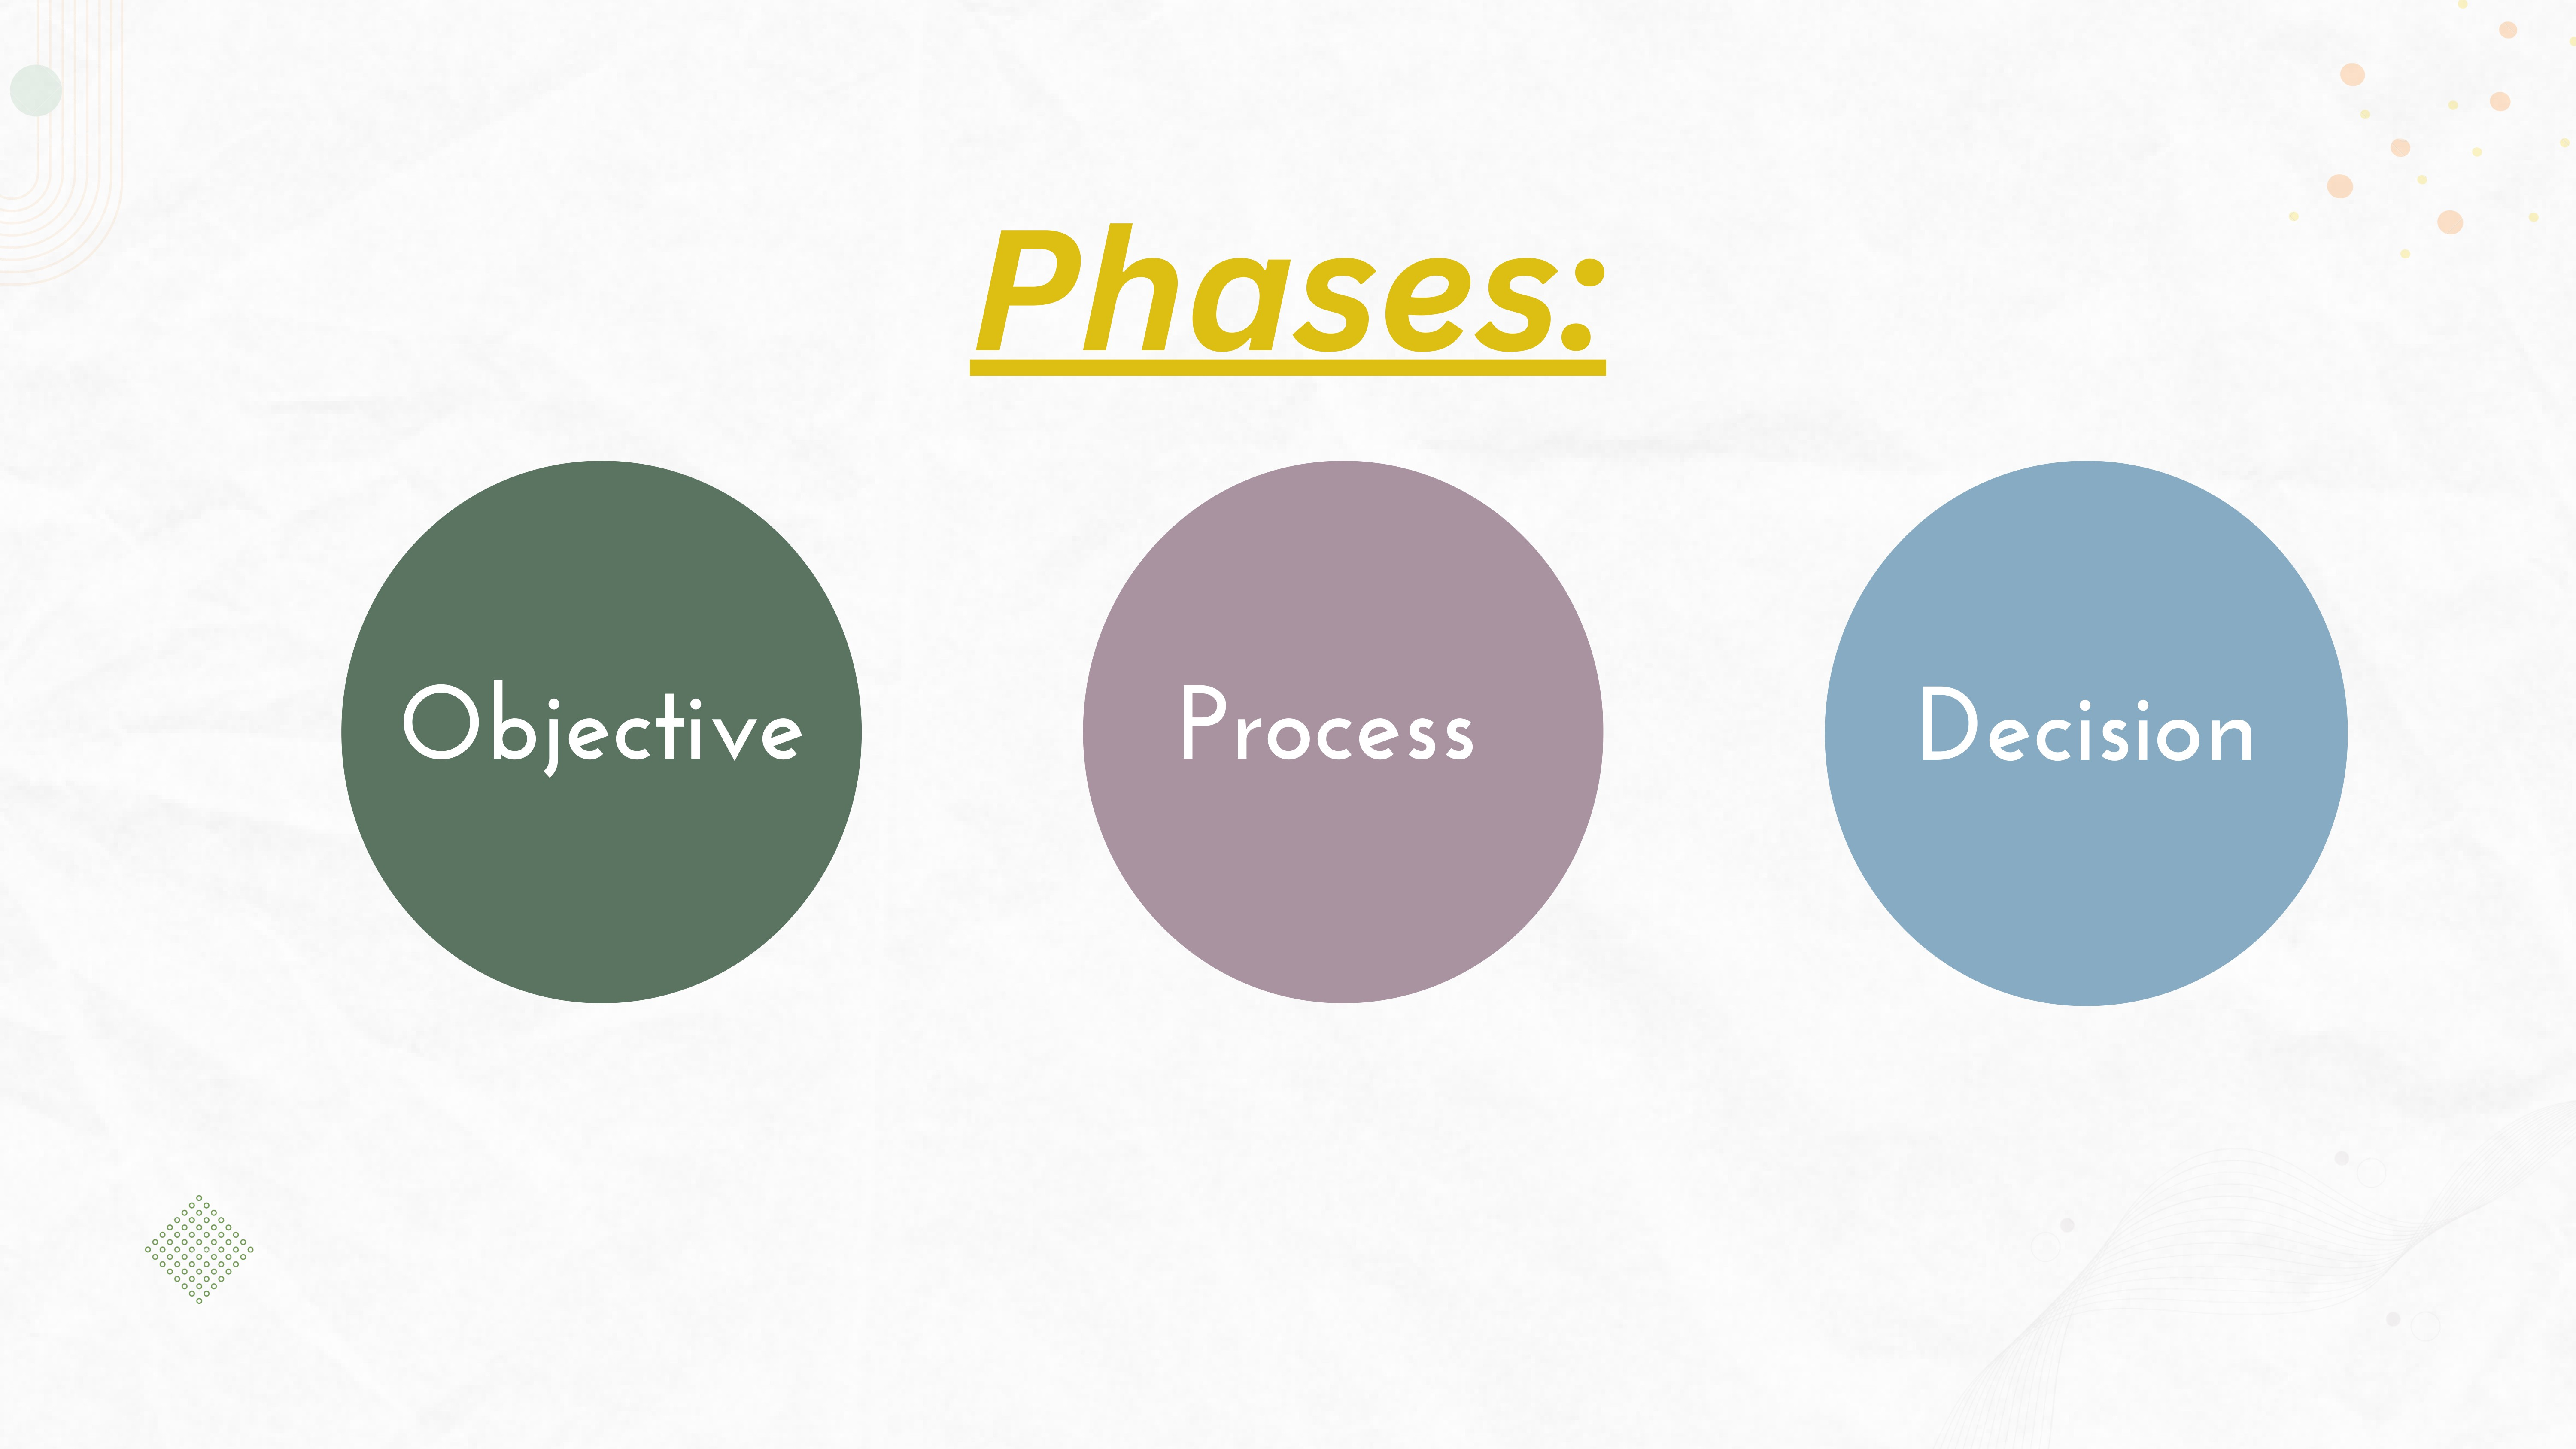 Phases:
Objective
Process
Decision